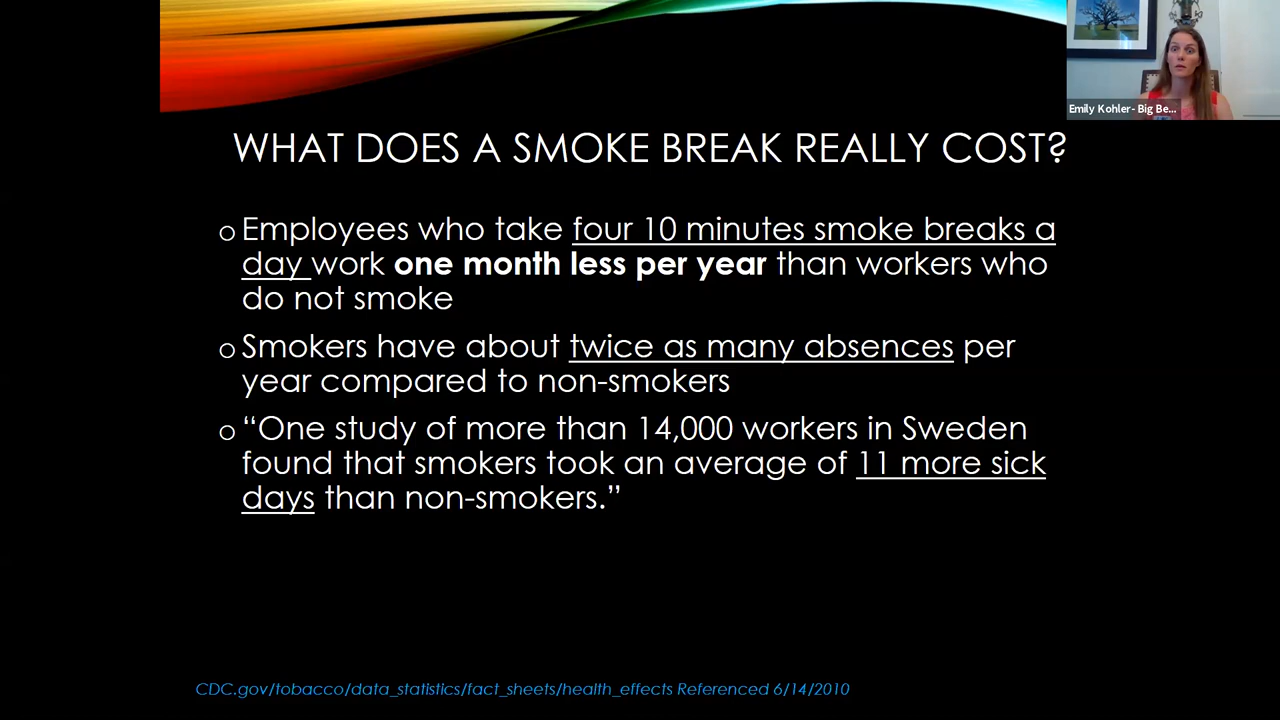 Emily Kohler- Big Be...
WHAT DOES A SMOKE BREAK REALLY COST?
o Employees who take four 10 minutes smoke breaks a
day work one month less per year than workers who
do not smoke
o Smokers have about twice as many absences per
year compared to non-smokers
o “One study of more than 14,000 workers in Sweden
found that smokers took an average of 11 more sick
days than non-smokers.”
CDC.gov/tobacco/data_statistics/fact_sheets/health_effects Referenced 6/14/2010